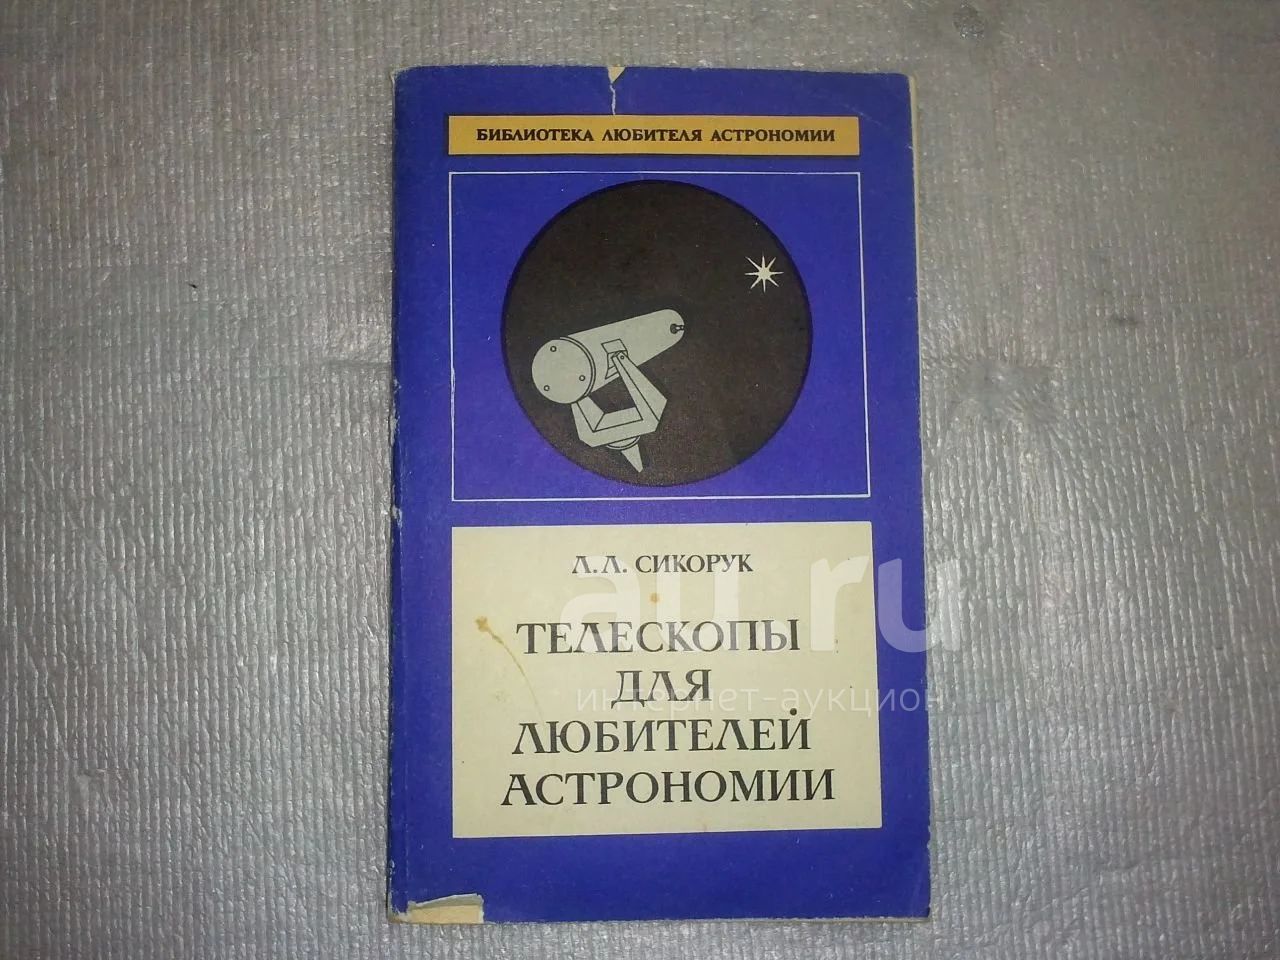 БИБЛИОТЕКА ЛЮБИТЕЛЯ АСТРОНОМИИ
Л.Л. СИКОРУК
au.ru
ТЕЛЕСКОПЫ
ДЛЯ
интернет-аукцион
ЛЮБИТЕЛЕЙ
АСТРОНОМИИ